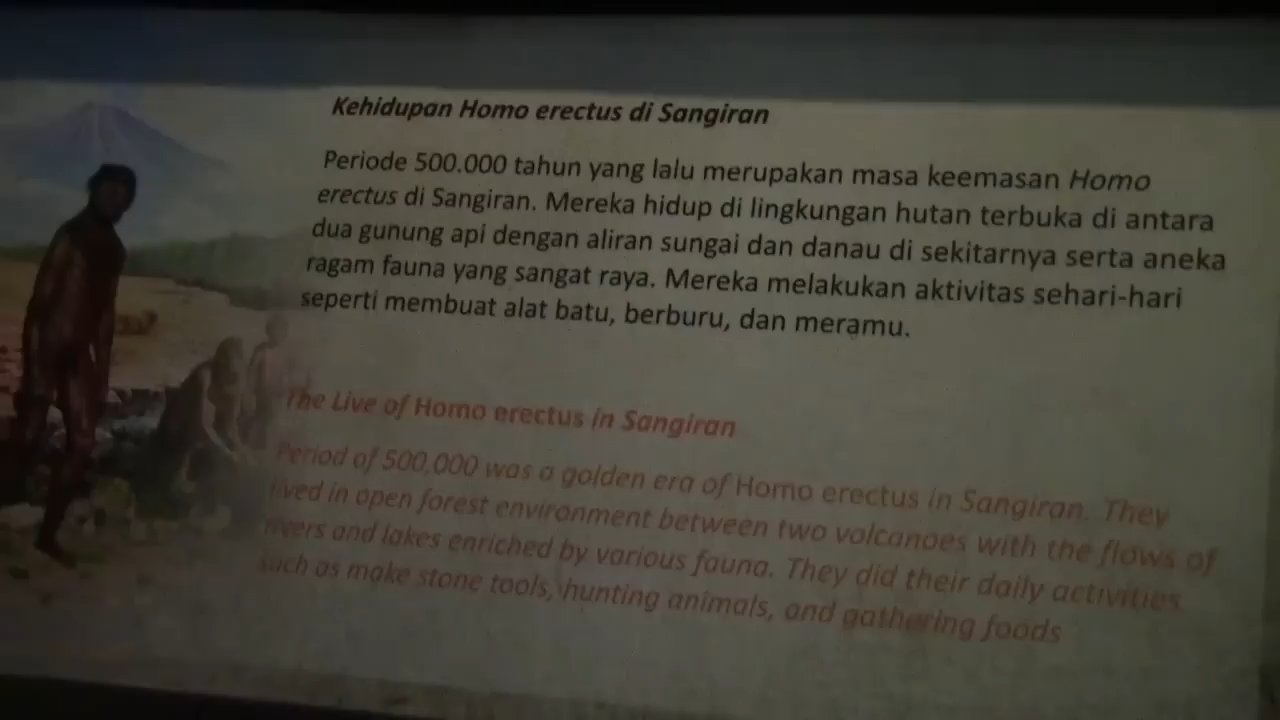 Kehidupan Homo erectus di Sangiran
Periode 500.000 tahun yang lalu merupakan masa keemasan Homo
erectus di Sangiran. Mereka hidup di lingkungan hutan terbuka di antara
dua gunung api dengan aliran sungai dan danau di sekitarnya serta aneka
ragam fauna yang sangat raya. Mereka melakukan aktivitas sehari-hari
seperti membuat alat batu, berburu, dan meramu.
The Live of Homo erectus in Sangiran
Period of 500,000 was a golden era of Homo erectus in Sangiran. They
lived in open forest environment between two volcanoes with the flows of
rivers and lakes enriched by various fauna. They did their daily activities
such as make stone tools, hunting animals, and gathering foods